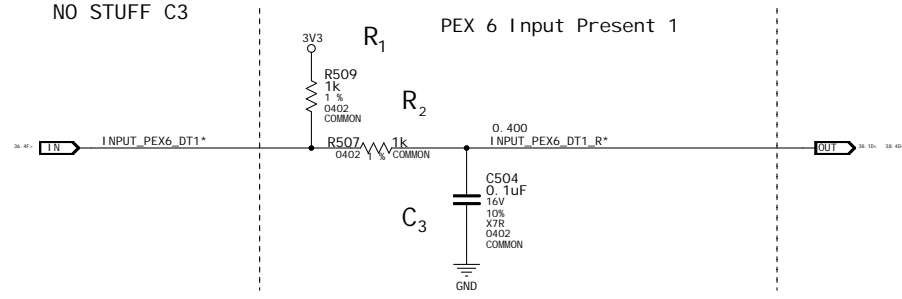 NO STUFF C3
PEX 6 Input Present 1
3V3
R1
R509
1k
1 %
0402
COMMON
R2
IN
INPUT_PEX6_DT1*
R507
1k
0402
1 %
COMMON
0.400
INPUT_PEX6_DT1_R*
OUT
C504
0.1uF
16V
10%
X7R
0402
COMMON
C3
GND